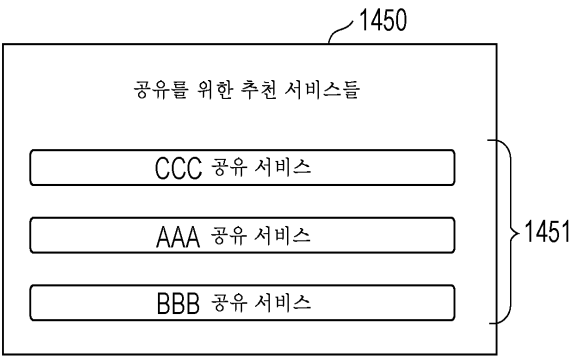 1450
공유를 위한 추천 서비스들
CCC 공유 서비스
AAA 공유 서비스
1451
BBB 공유 서비스